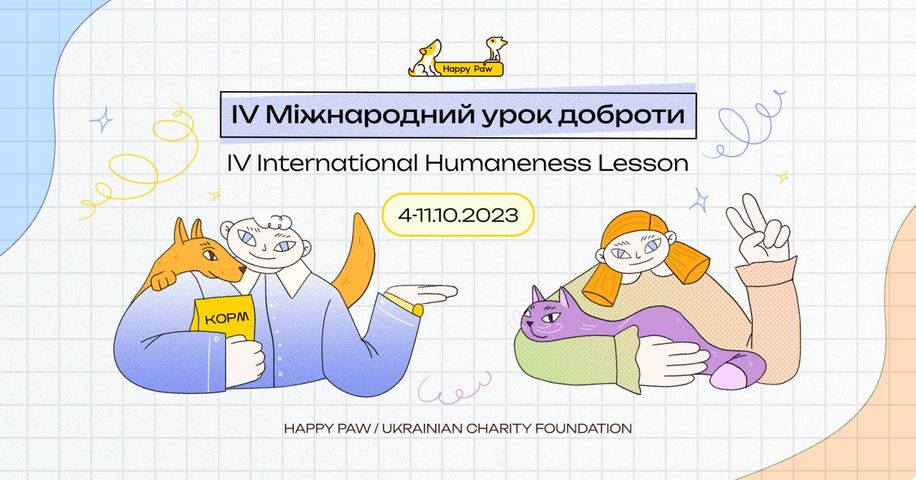 Happy Paw
IV Міжнародний урок доброти
IV International Humaneness Lesson
4-11.10.2023
КОРМ
HAPPY PAW / UKRAINIAN CHARITY FOUNDATION